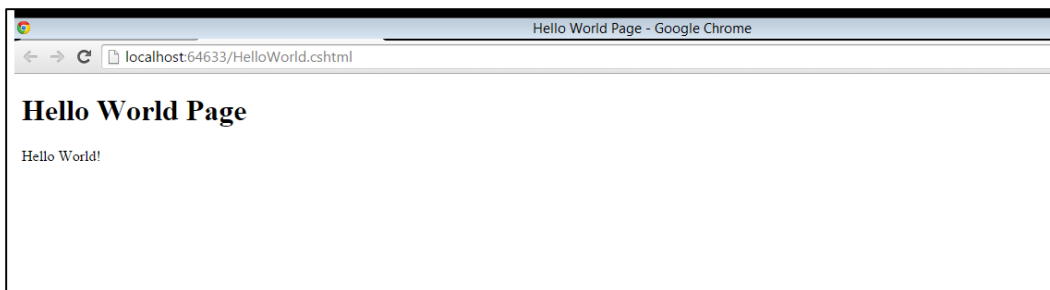 Hello World Page - Google Chrome
localhost:64633/HelloWorld.cshtml
Hello World Page
Hello World!